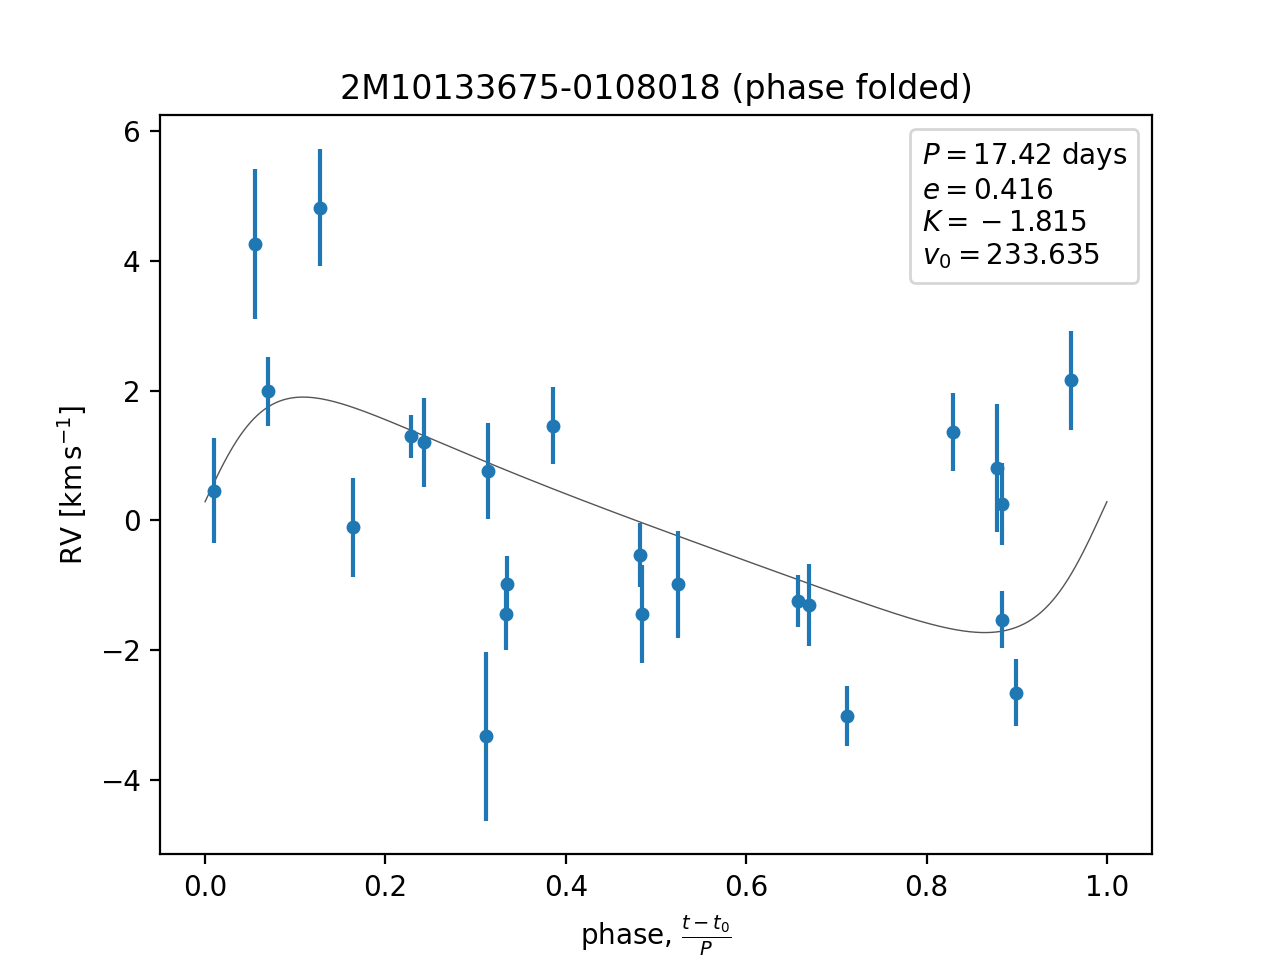 2M10133675-0108018 (phase folded)
P = 17.42 days
e = 0.416
K = −1.815
v₀ = 233.635
RV [km s⁻¹]
6
4
2
0
−2
−4
0.0 0.2 0.4 0.6 0.8 1.0
phase, (t − t₀)/P